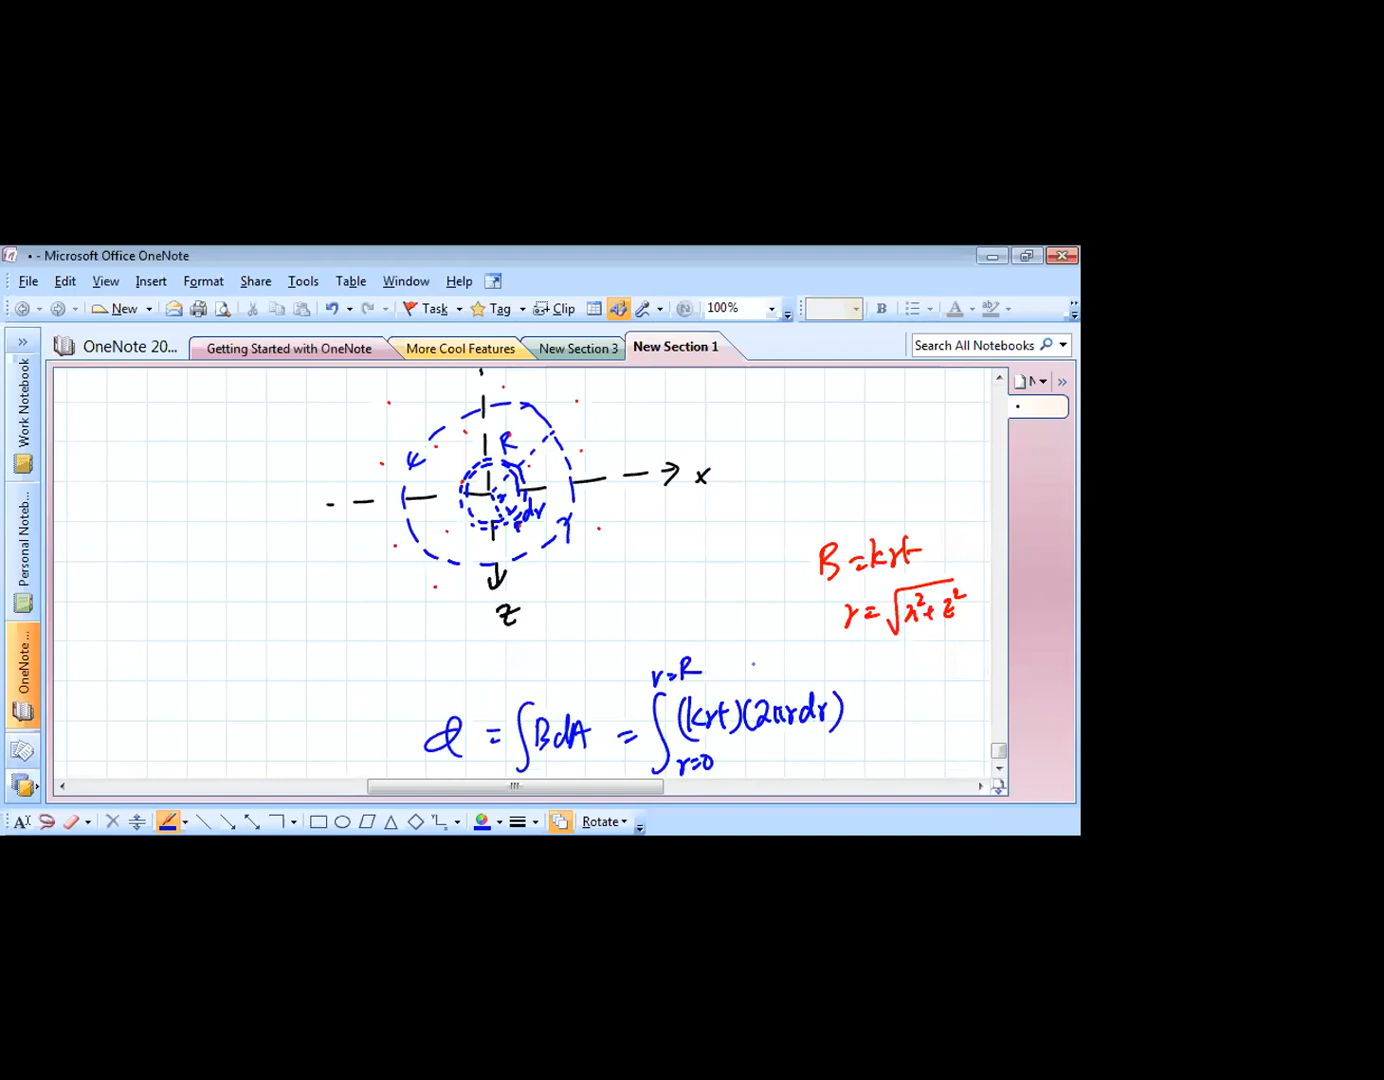 • - Microsoft Office OneNote
File Edit View Insert Format Share Tools Table Window Help
New Task Tag Clip 100% B A ab
OneNote 20... Getting Started with OneNote More Cool Features New Section 3 New Section 1 Search All Notebooks
Work Notebook
Personal Noteb...
OneNote...
N
R
x
r
dr
z
B = krt
r = √x² + z²
r=R
Φ = ∫BdA = ∫(krt)(2πrdr)
r=0
A Rotate